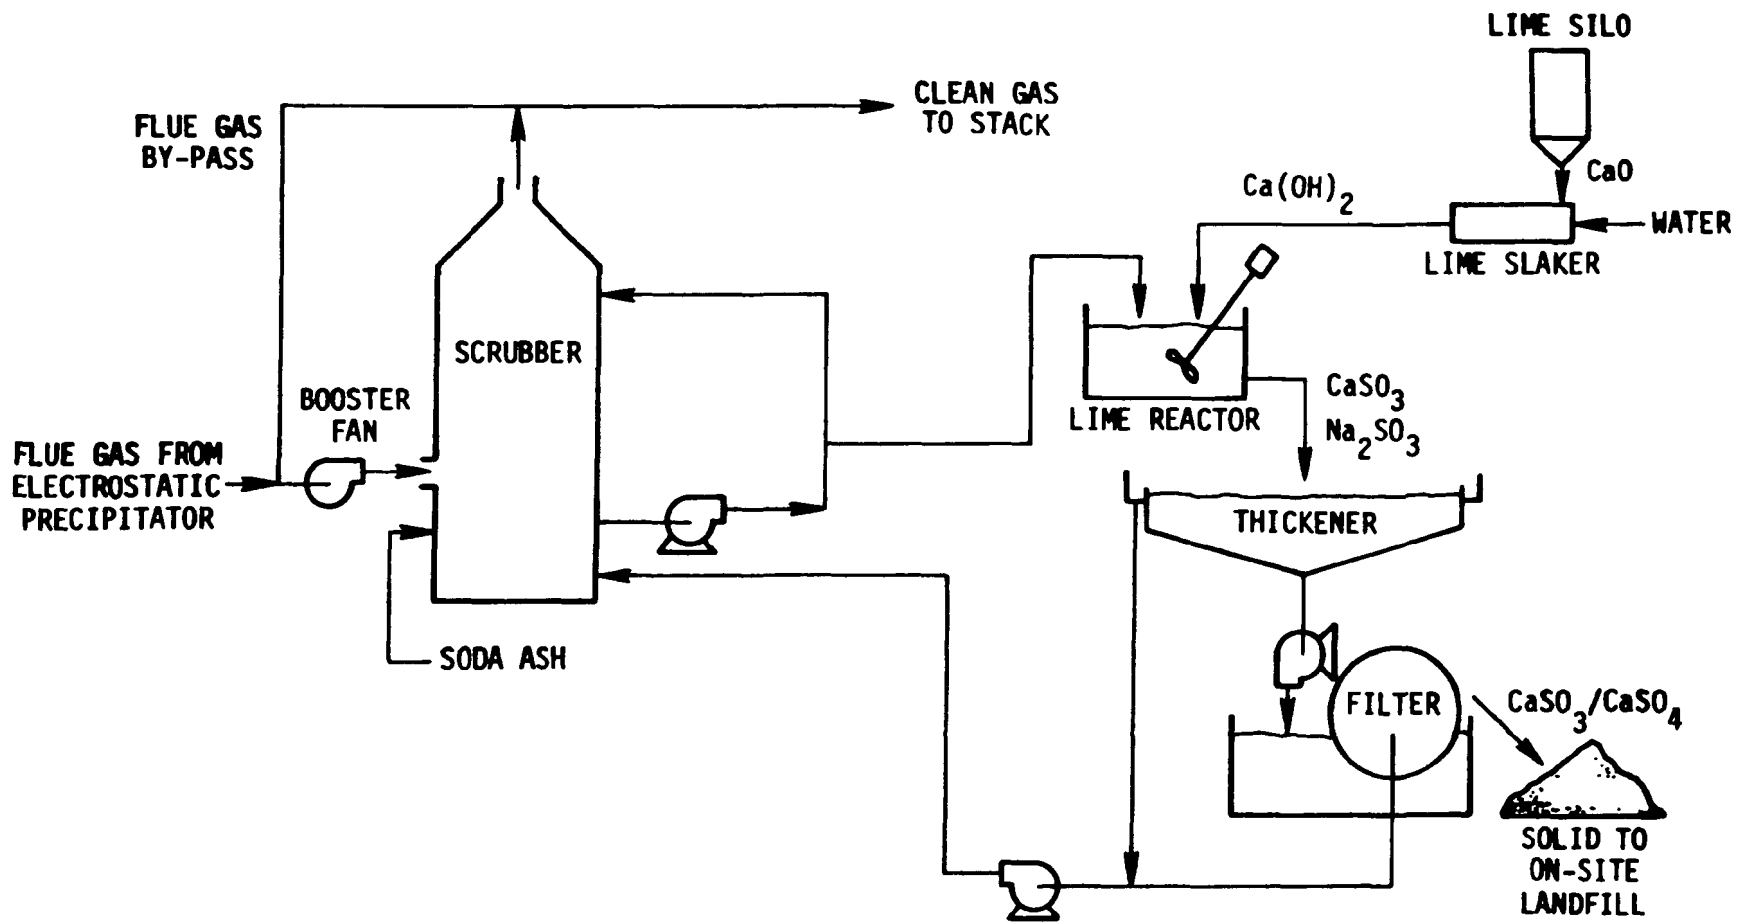 LIME SILO
CLEAN GAS
TO STACK
FLUE GAS
BY-PASS
CaO
Ca(OH)2
WATER
LIME SLAKER
SCRUBBER
BOOSTER
FAN
CaSO3
LIME REACTOR
Na2SO3
FLUE GAS FROM
ELECTROSTATIC
PRECIPITATOR
THICKENER
SODA ASH
FILTER
CaSO3/CaSO4
SOLID TO
ON-SITE
LANDFILL